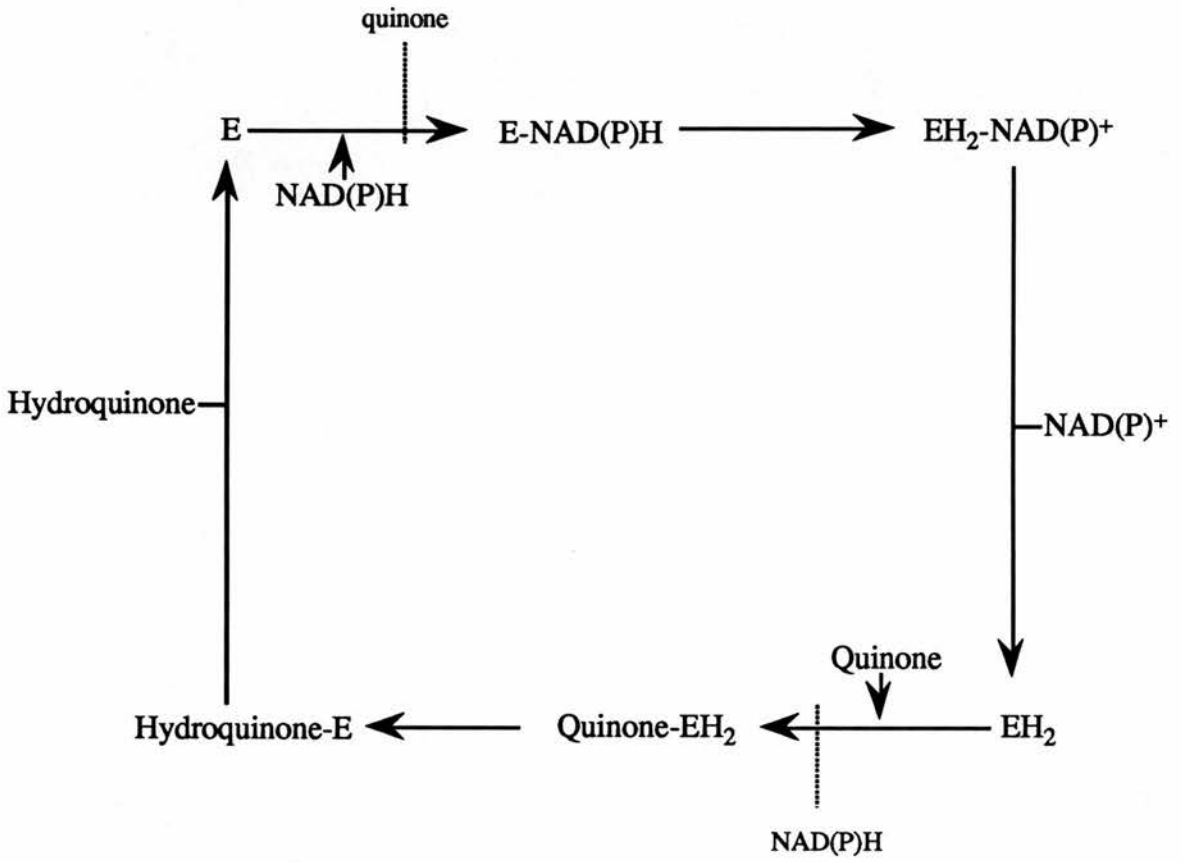 quinone
E
E-NAD(P)H
EH₂-NAD(P)⁺
NAD(P)H
Hydroquinone
NAD(P)⁺
Quinone
Hydroquinone-E
Quinone-EH₂
EH₂
NAD(P)H